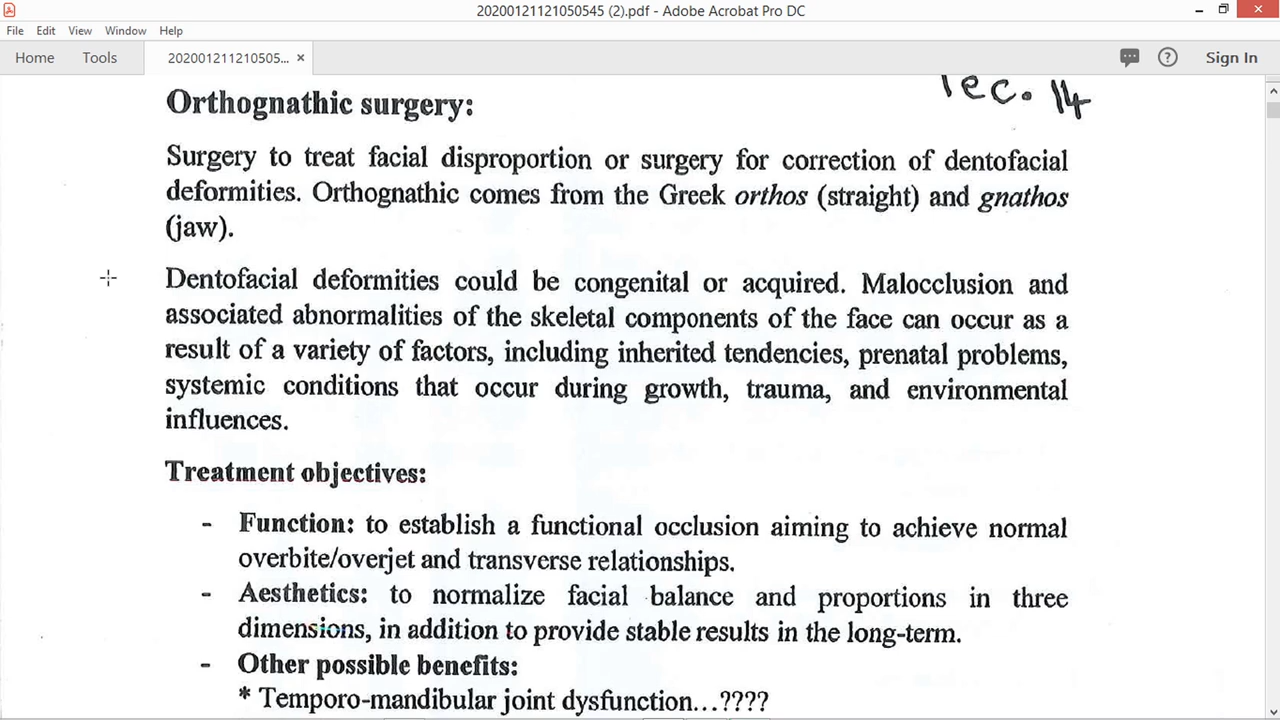 20200121121050545 (2).pdf - Adobe Acrobat Pro DC
File Edit View Window Help
Home Tools 202001211210505... × Sign In
lec. 14
Orthognathic surgery:
Surgery to treat facial disproportion or surgery for correction of dentofacial
deformities. Orthognathic comes from the Greek orthos (straight) and gnathos
(jaw).
Dentofacial deformities could be congenital or acquired. Malocclusion and
associated abnormalities of the skeletal components of the face can occur as a
result of a variety of factors, including inherited tendencies, prenatal problems,
systemic conditions that occur during growth, trauma, and environmental
influences.
Treatment objectives:
- Function: to establish a functional occlusion aiming to achieve normal
overbite/overjet and transverse relationships.
- Aesthetics: to normalize facial balance and proportions in three
dimensions, in addition to provide stable results in the long-term.
- Other possible benefits:
* Temporo-mandibular joint dysfunction...????